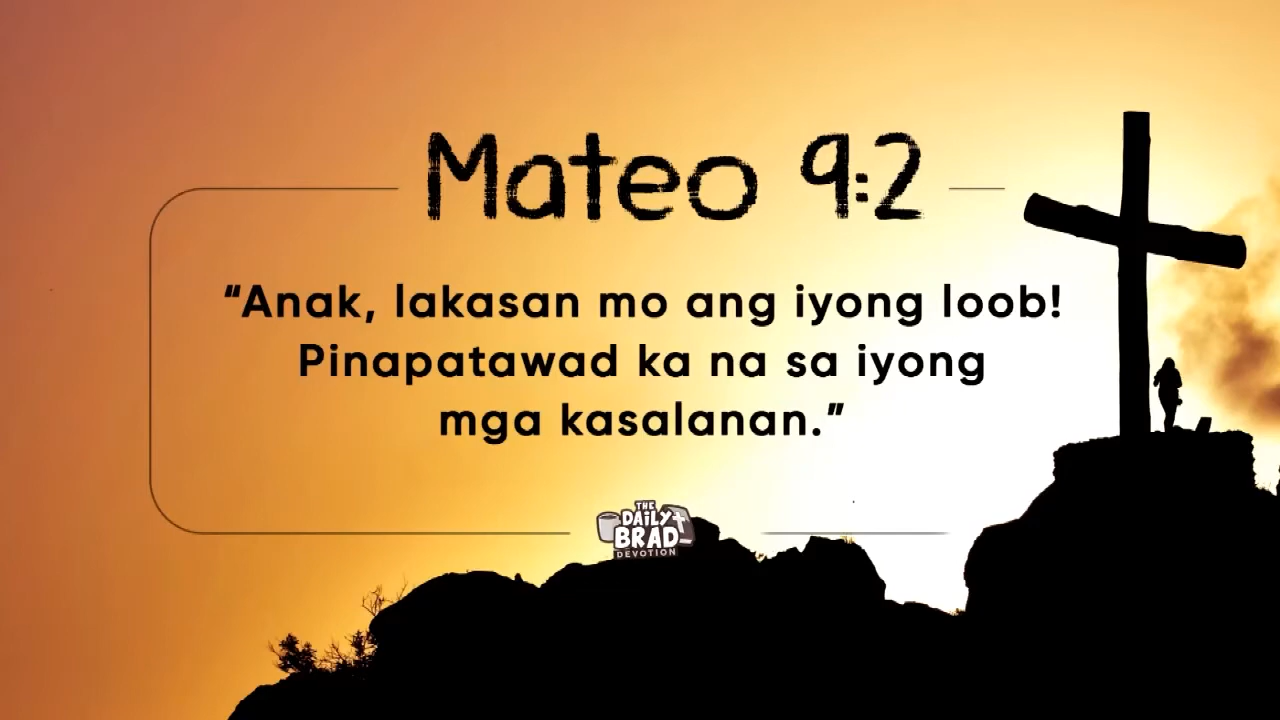 Mateo 9:2
“Anak, lakasan mo ang iyong loob!
Pinapatawad ka na sa iyong
mga kasalanan.”
THE
DAILY
BRAD
DEVOTION